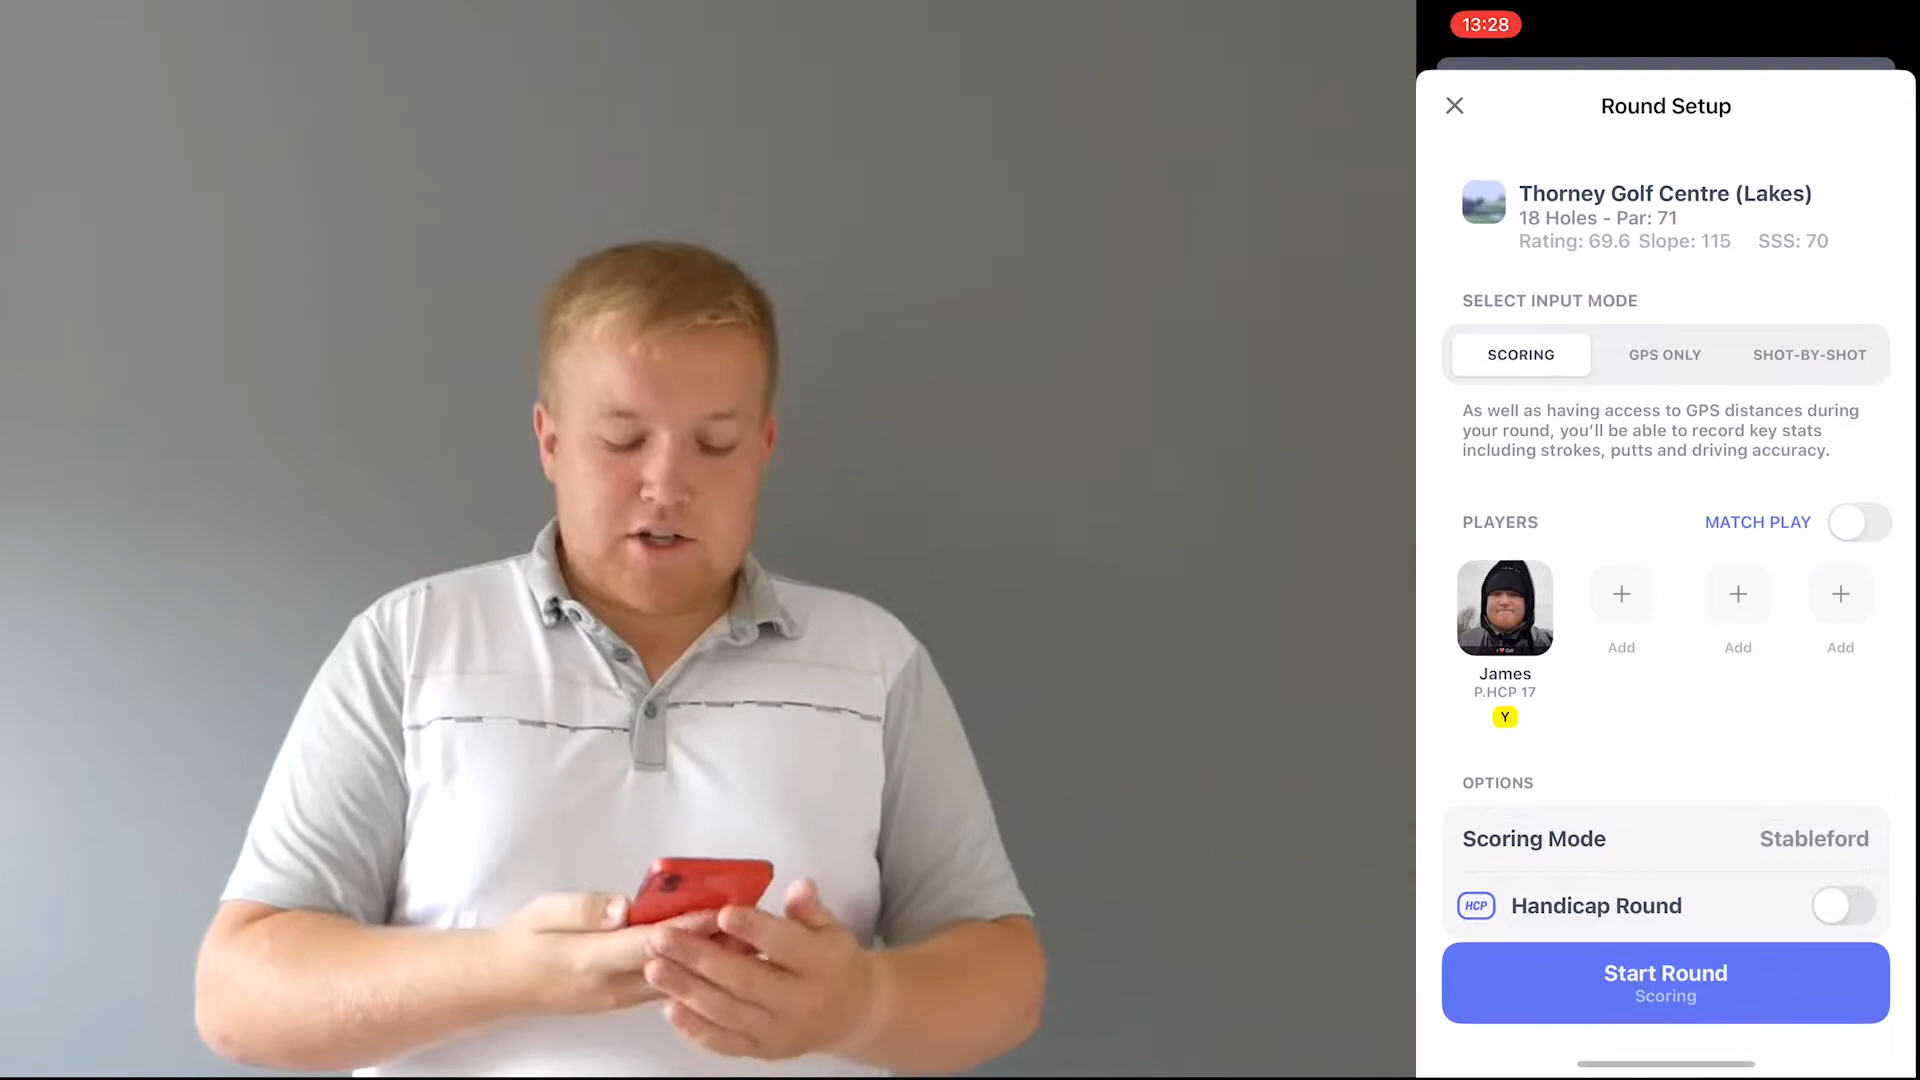 13:28
Round Setup
Thorney Golf Centre (Lakes)
18 Holes - Par: 71
Rating: 69.6 Slope: 115 SSS: 70
SELECT INPUT MODE
SCORING GPS ONLY SHOT-BY-SHOT
As well as having access to GPS distances during
your round, you'll be able to record key stats
including strokes, putts and driving accuracy.
PLAYERS MATCH PLAY
Add Add Add
James
P.HCP 17
Y
OPTIONS
Scoring Mode Stableford
HCP Handicap Round
Start Round
Scoring